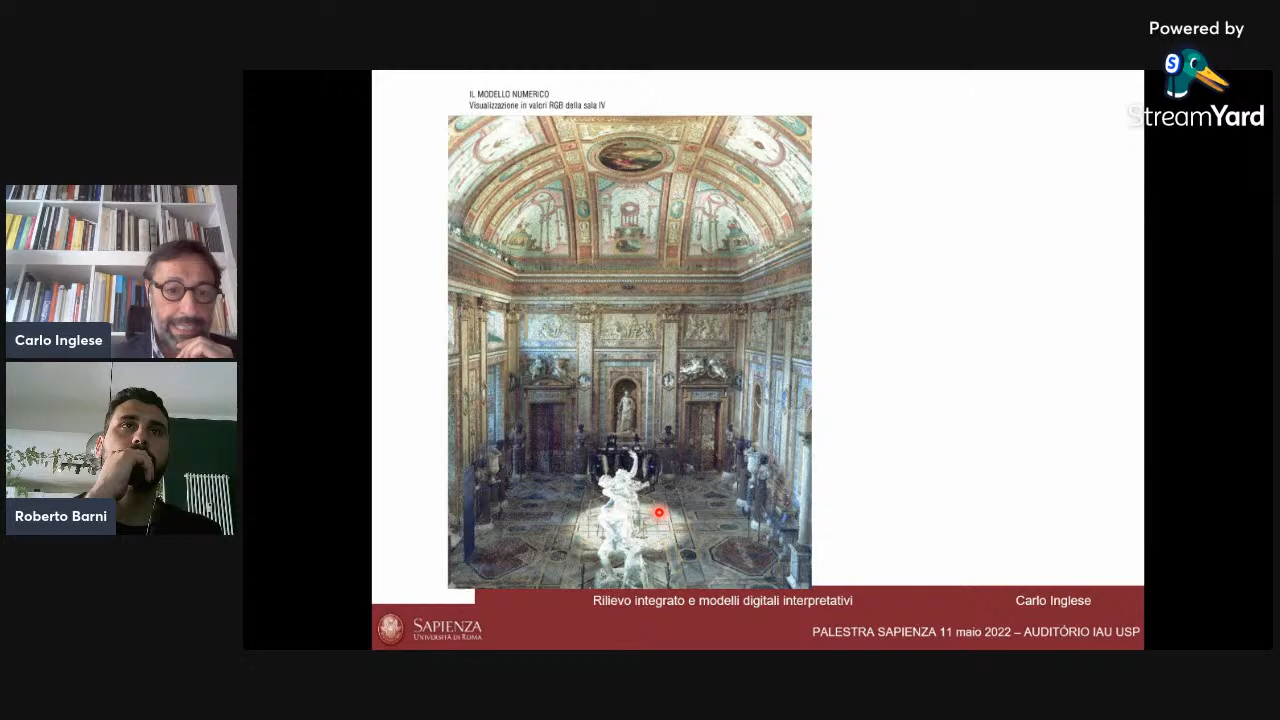 Powered by
S
StreamYard
IL MODELLO NUMERICO
Visualizzazione in valori RGB della sala IV
Carlo Inglese
Roberto Barni
Rilievo integrato e modelli digitali interpretativi
Carlo Inglese
SAPIENZA
UNIVERSITÀ DI ROMA
PALESTRA SAPIENZA 11 maio 2022 – AUDITÓRIO IAU USP